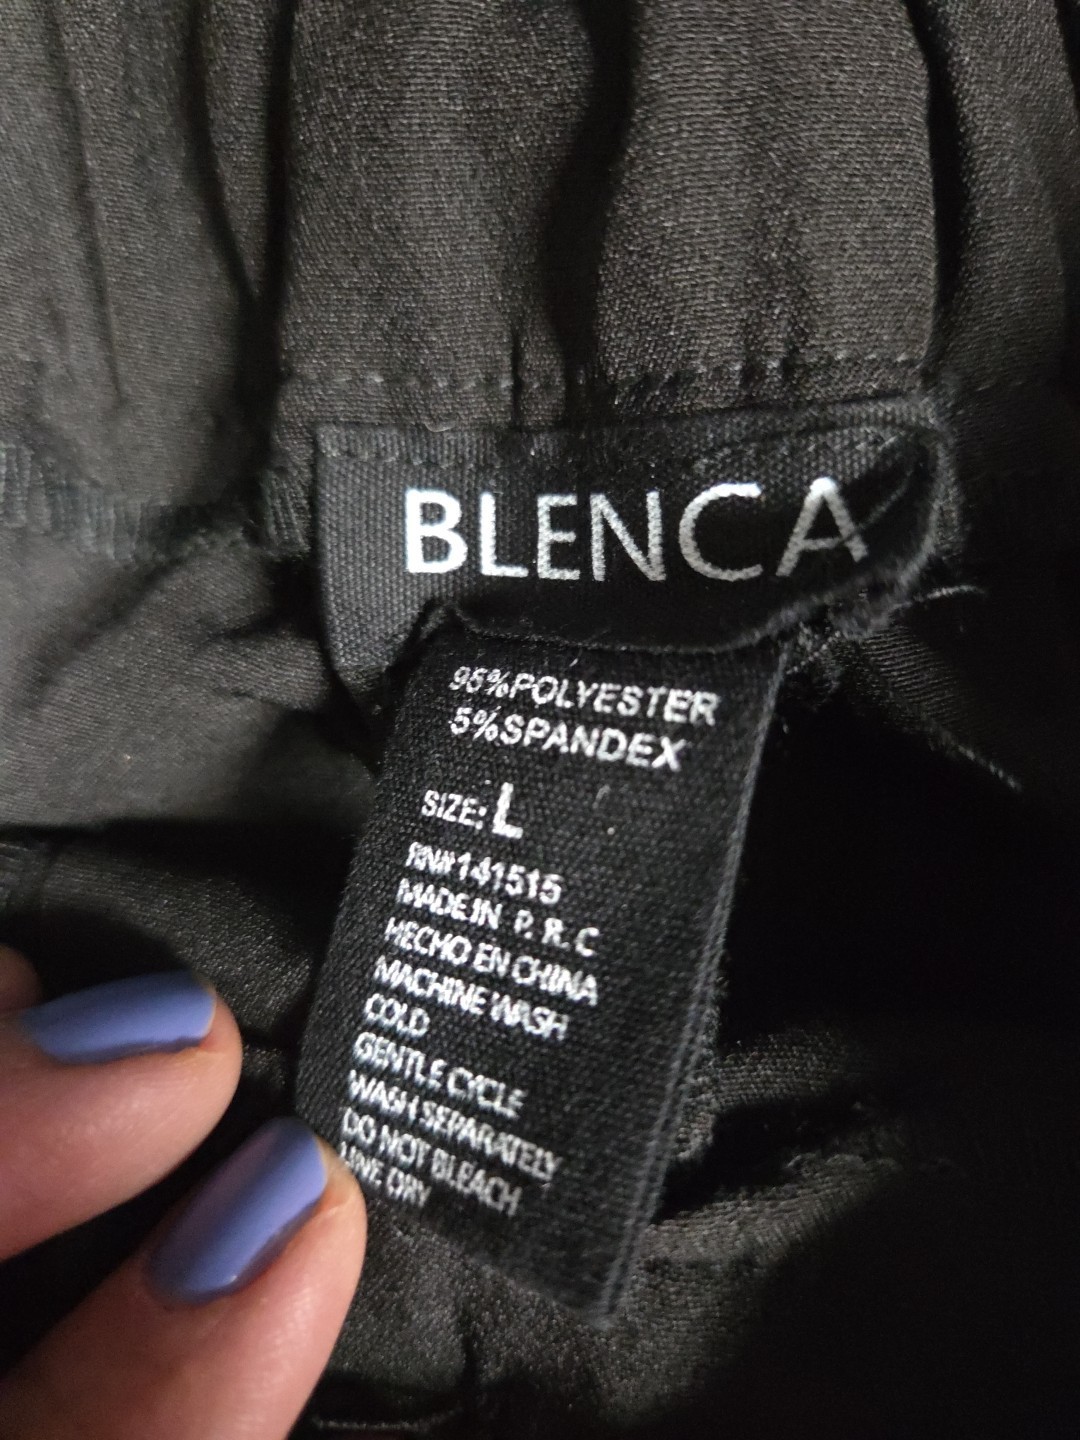 BLENCA
95%POLYESTER
5%SPANDEX
SIZE: L
RN#141515
MADE IN P.R.C
HECHO EN CHINA
MACHINE WASH
COLD
GENTLE CYCLE
WASH SEPARATELY
DO NOT BLEACH
LINE DRY